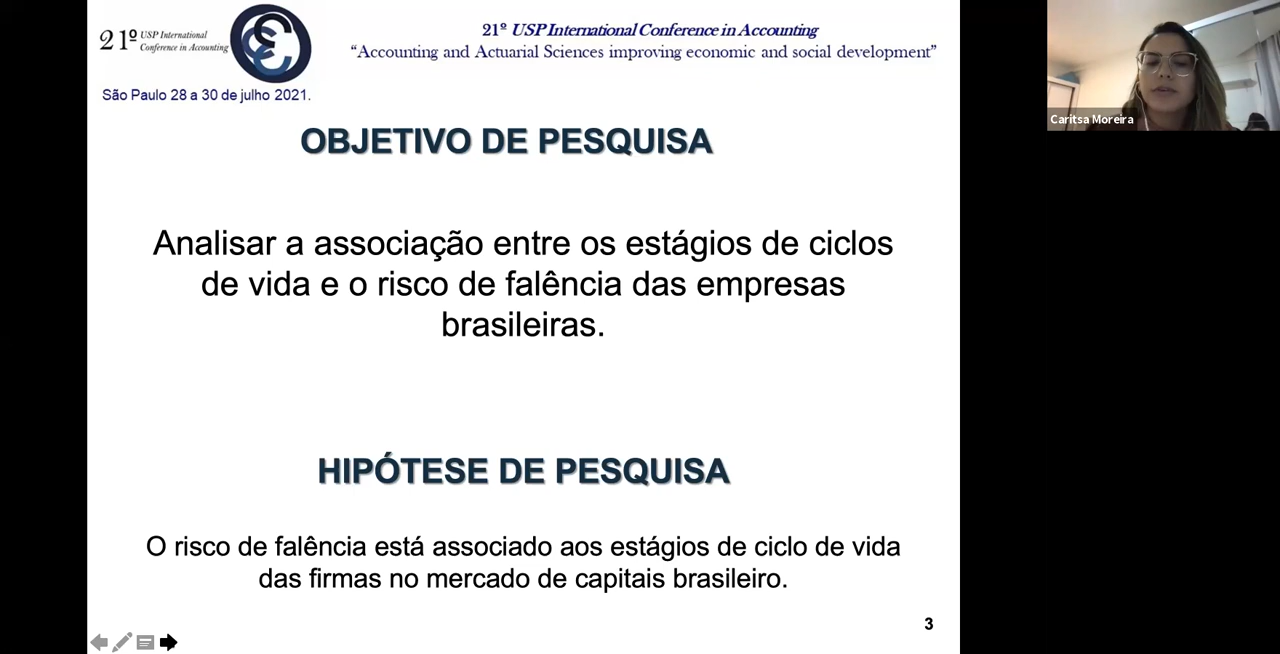 21º USP International
Conference in Accounting
São Paulo 28 a 30 de julho 2021.
21º USP International Conference in Accounting
“Accounting and Actuarial Sciences improving economic and social development”
Caritsa Moreira
OBJETIVO DE PESQUISA
Analisar a associação entre os estágios de ciclos
de vida e o risco de falência das empresas
brasileiras.
HIPÓTESE DE PESQUISA
O risco de falência está associado aos estágios de ciclo de vida
das firmas no mercado de capitais brasileiro.
3